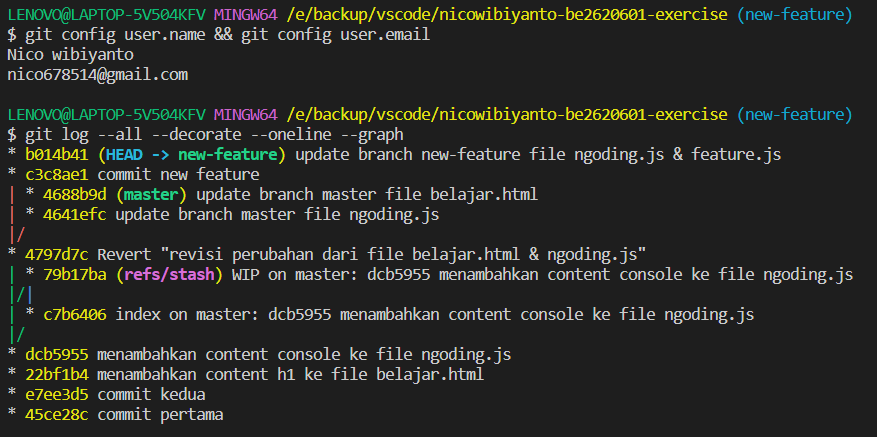 LENOVO@LAPTOP-5V504KFV MINGW64 /e/backup/vscode/nicowibiyanto-be2620601-exercise (new-feature)
$ git config user.name && git config user.email
Nico wibiyanto
nico678514@gmail.com
LENOVO@LAPTOP-5V504KFV MINGW64 /e/backup/vscode/nicowibiyanto-be2620601-exercise (new-feature)
$ git log --all --decorate --oneline --graph
* b014b41 (HEAD -> new-feature) update branch new-feature file ngoding.js & feature.js
* c3c8ae1 commit new feature
| * 4688b9d (master) update branch master file belajar.html
| * 4641efc update branch master file ngoding.js
|/
* 4797d7c Revert "revisi perubahan dari file belajar.html & ngoding.js"
| * 79b17ba (refs/stash) WIP on master: dcb5955 menambahkan content console ke file ngoding.js
|/|
| * c7b6406 index on master: dcb5955 menambahkan content console ke file ngoding.js
|/
* dcb5955 menambahkan content console ke file ngoding.js
* 22bf1b4 menambahkan content h1 ke file belajar.html
* e7ee3d5 commit kedua
* 45ce28c commit pertama